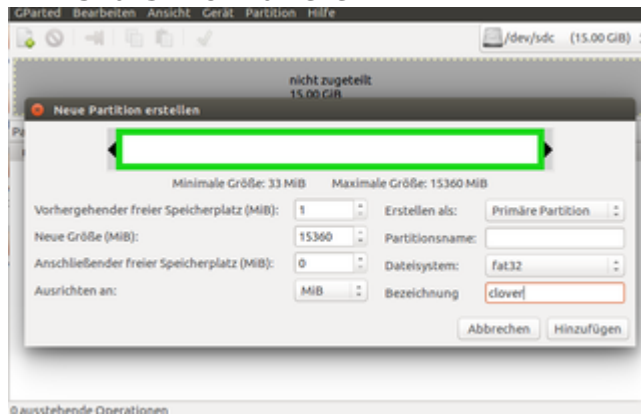 GParted Bearbeiten Ansicht Gerät Partition Hilfe
/dev/sdc (15.00 GiB)
nicht zugeteilt
15.00 GiB
Neue Partition erstellen
Minimale Größe: 33 MiB Maximale Größe: 15360 MiB
Vorhergehender freier Speicherplatz (MiB): 1 Erstellen als: Primäre Partition
Neue Größe (MiB): 15360 Partitionsname:
Anschließender freier Speicherplatz (MiB): 0 Dateisystem: fat32
Ausrichten an: MiB Bezeichnung clover
Abbrechen Hinzufügen
0 ausstehende Operationen